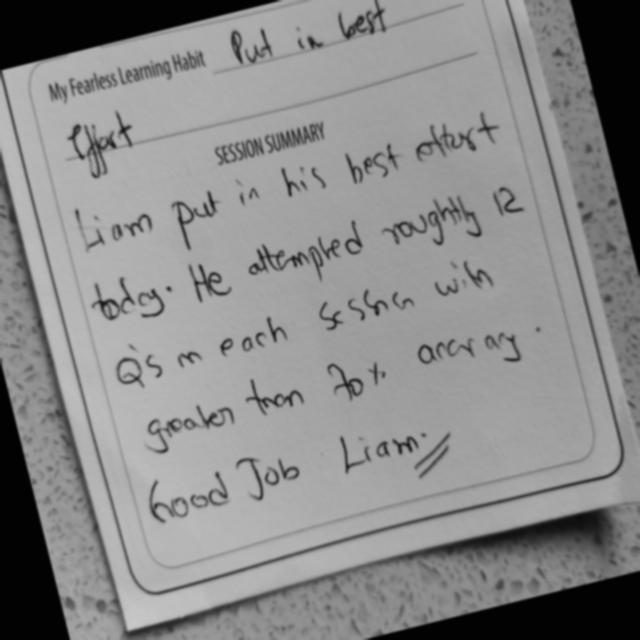 My Fearless Learning Habit Put in best
Effort
SESSION SUMMARY
Liam put in his best effort
today. He attempted roughly 12
Q's in each session with
greater than 70% accuracy.
Good Job Liam.